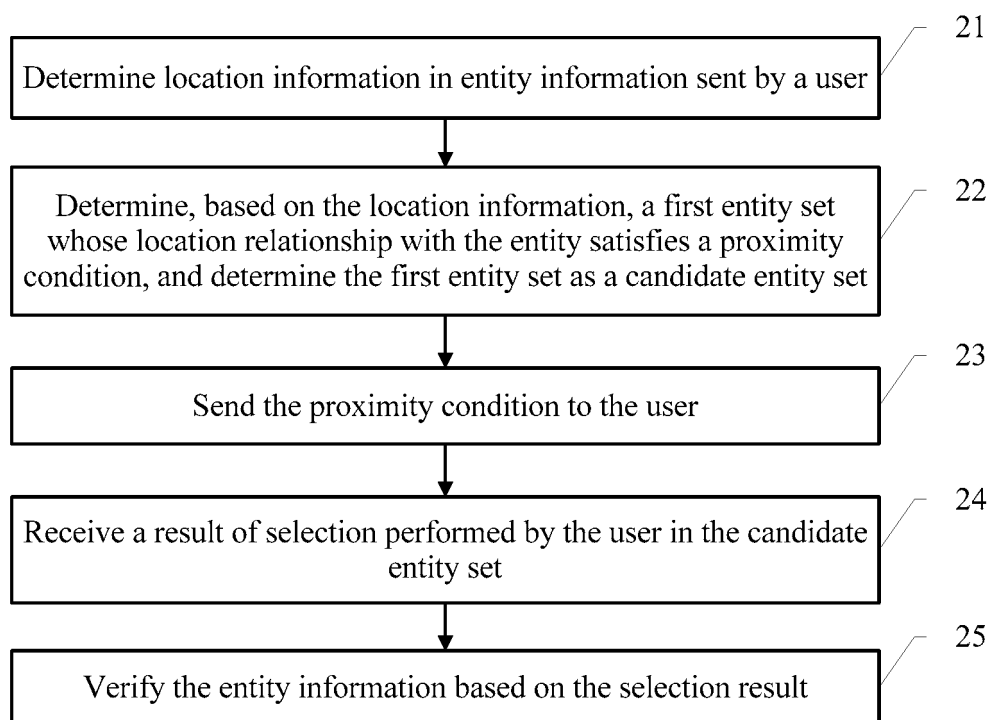 21
Determine location information in entity information sent by a user
22
Determine, based on the location information, a first entity set
whose location relationship with the entity satisfies a proximity
condition, and determine the first entity set as a candidate entity set
23
Send the proximity condition to the user
24
Receive a result of selection performed by the user in the candidate
entity set
25
Verify the entity information based on the selection result